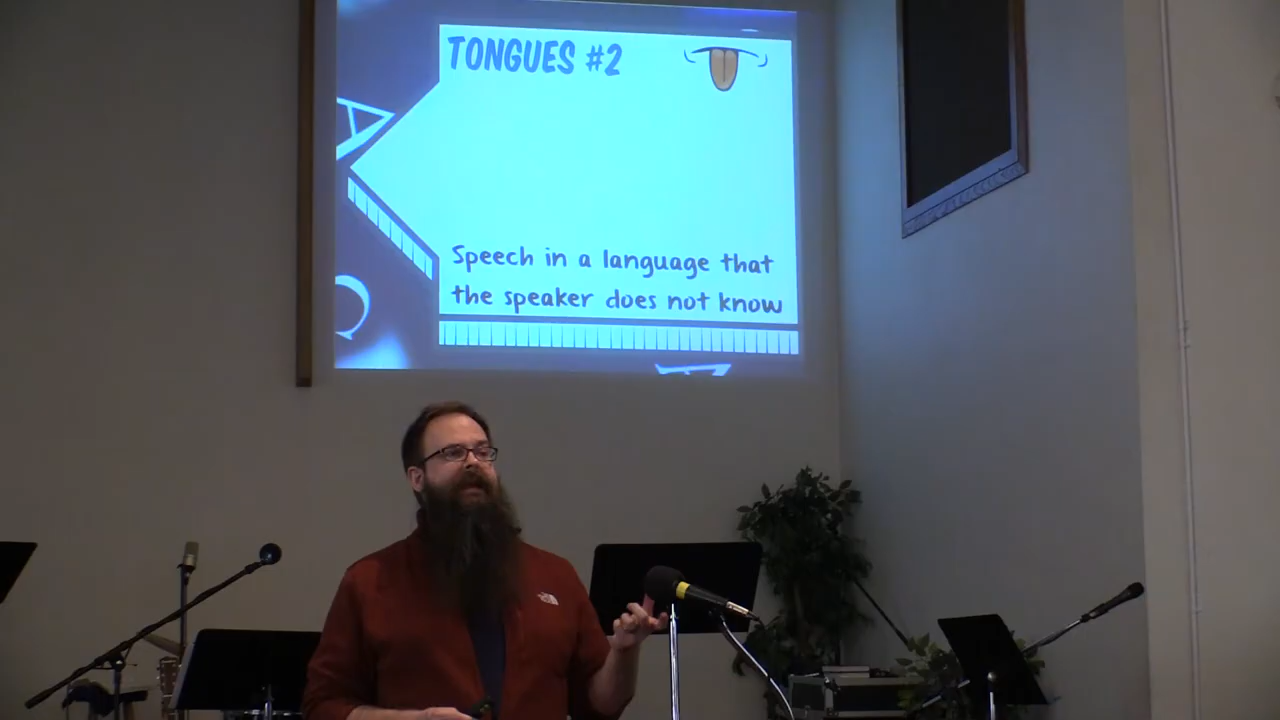 TONGUES #2
A
Speech in a language that
the speaker does not know
C